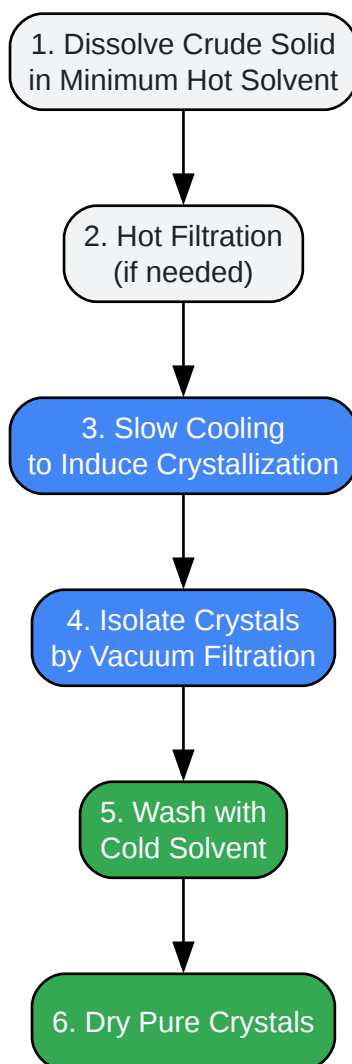 1. Dissolve Crude Solid
in Minimum Hot Solvent
2. Hot Filtration
(if needed)
3. Slow Cooling
to Induce Crystallization
4. Isolate Crystals
by Vacuum Filtration
5. Wash with
Cold Solvent
6. Dry Pure Crystals